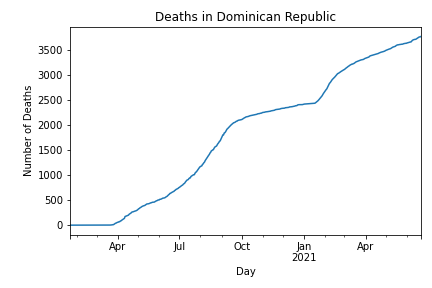 Deaths in Dominican Republic
Number of Deaths
3500
3000
2500
2000
1500
1000
500
0
Apr Jul Oct Jan Apr
2021
Day